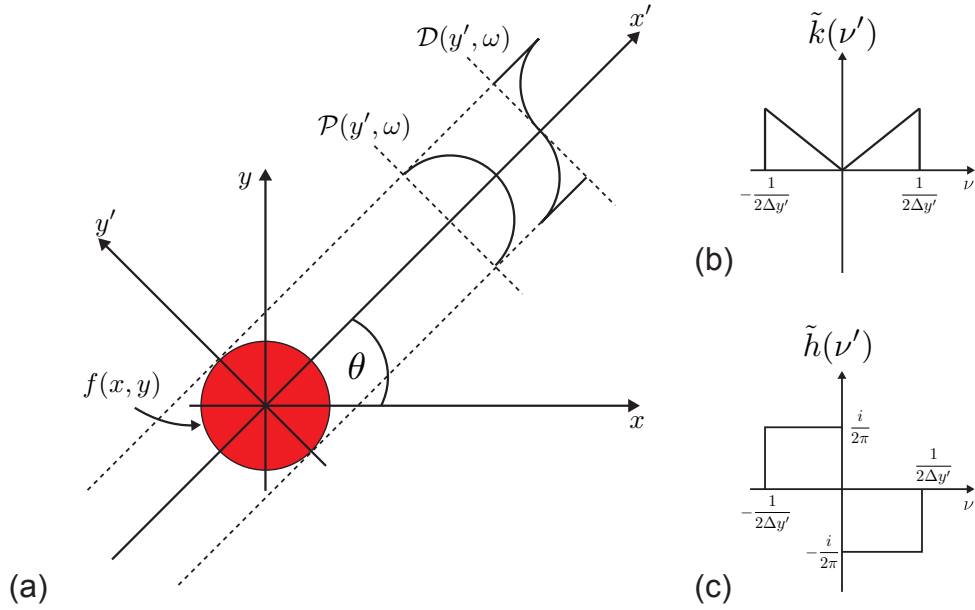 x'
𝒟(y', ω)
𝒫(y', ω)
y
y'
f(x, y)
θ
x
(a)
k̃(ν')
-1/2Δy'
1/2Δy'
ν
(b)
h̃(ν')
i/2π
1/2Δy'
-1/2Δy'
ν
-i/2π
(c)